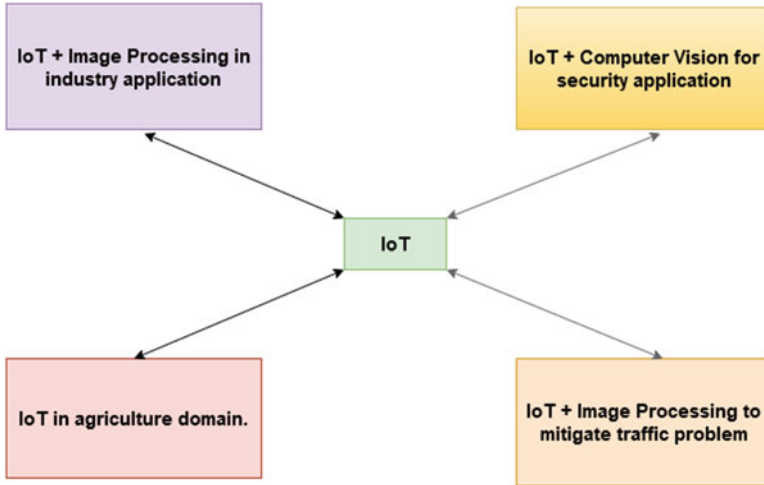 IoT + Image Processing in
industry application
IoT + Computer Vision for
security application
IoT
IoT in agriculture domain.
IoT + Image Processing to
mitigate traffic problem